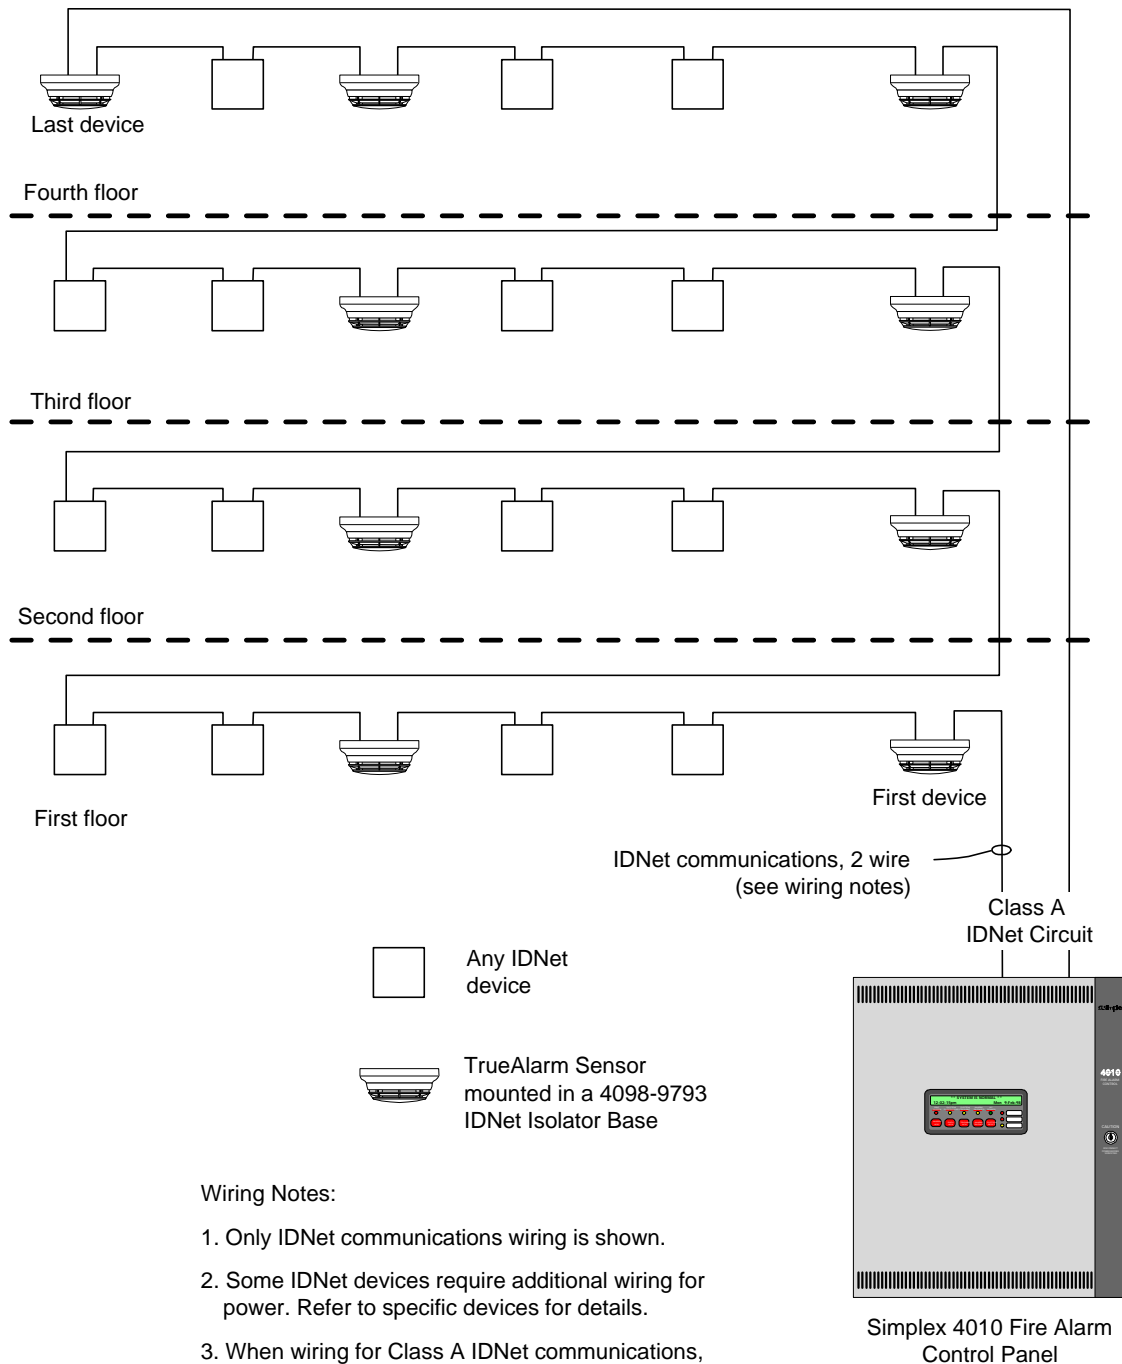 Last device
Fourth floor
Third floor
Second floor
First floor
First device
IDNet communications, 2 wire
(see wiring notes)
Class A
IDNet Circuit
Any IDNet
device
TrueAlarm Sensor
mounted in a 4098-9793
IDNet Isolator Base
4010
Wiring Notes:
1. Only IDNet communications wiring is shown.
2. Some IDNet devices require additional wiring for
power. Refer to specific devices for details.
3. When wiring for Class A IDNet communications,
Simplex 4010 Fire Alarm
Control Panel